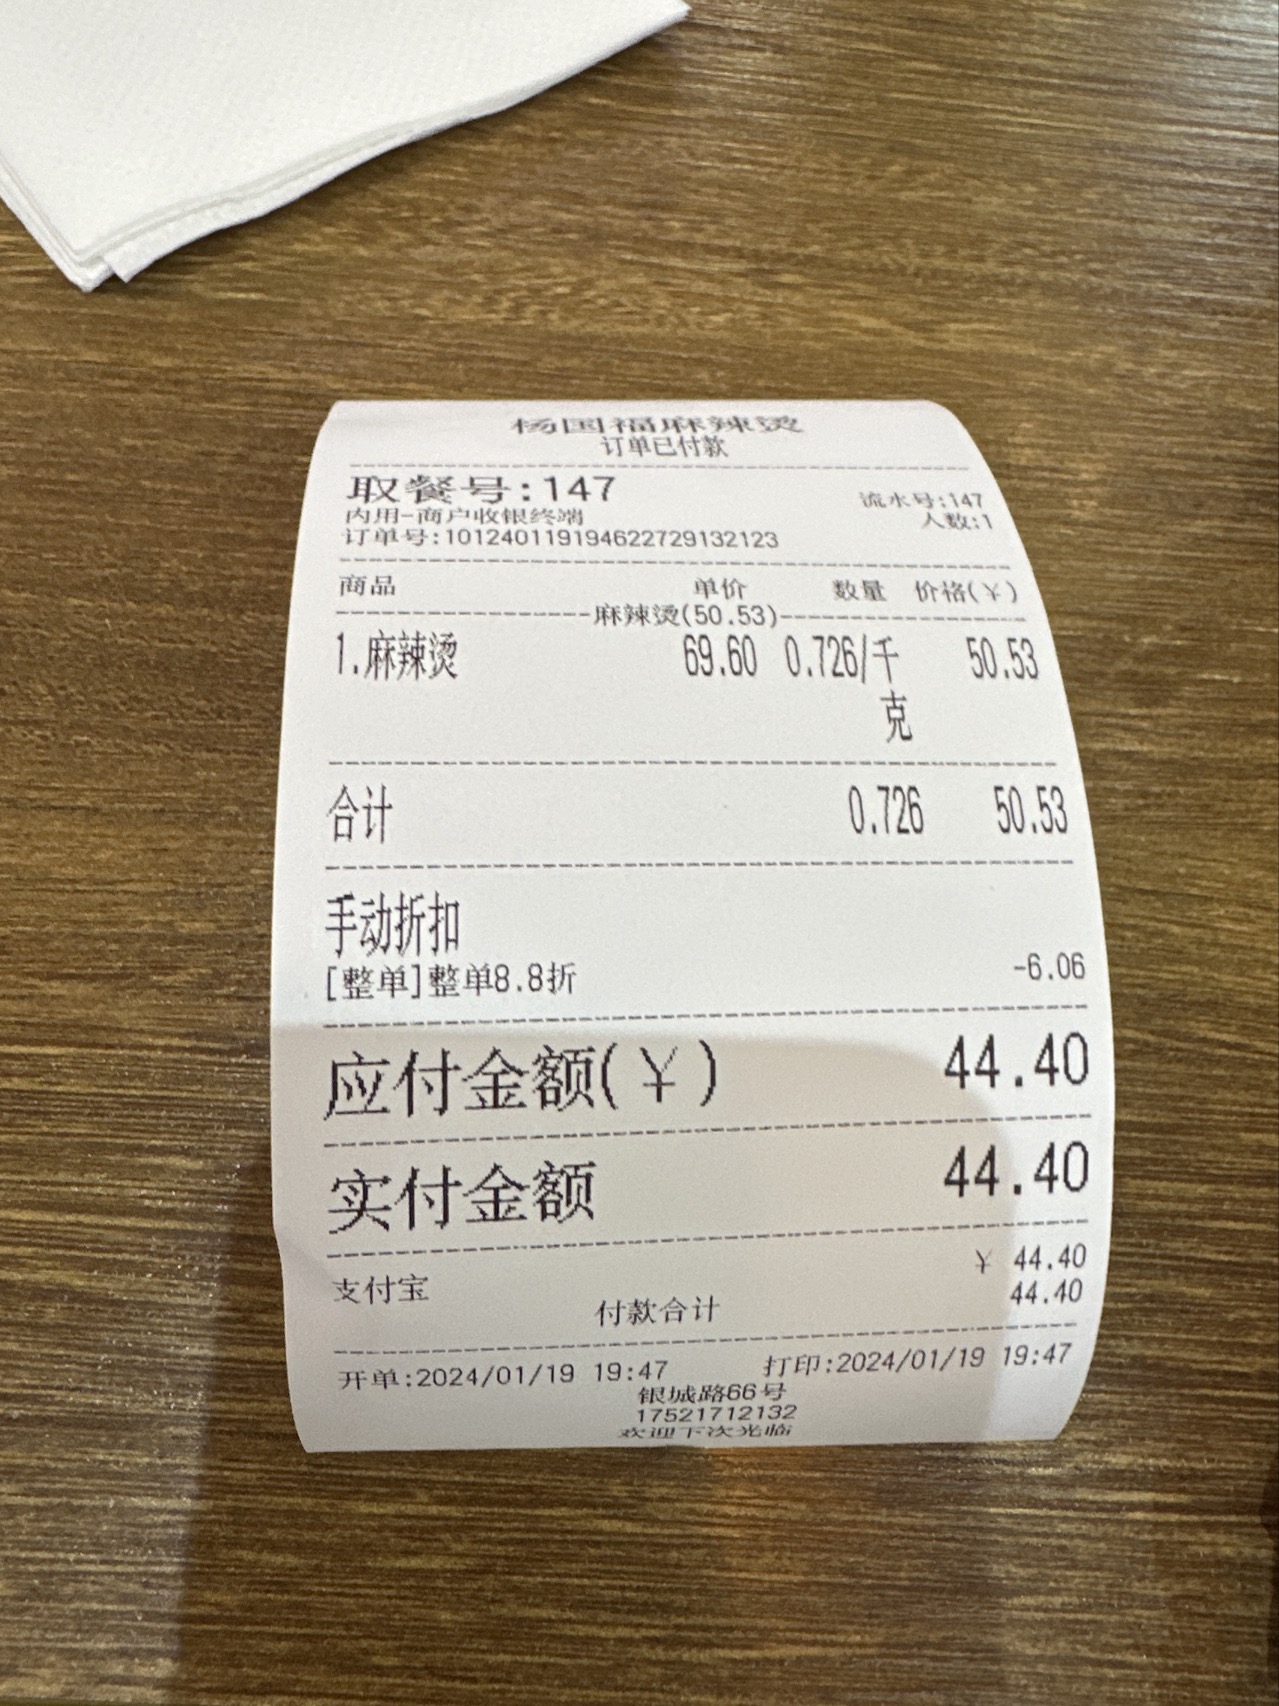 杨国福麻辣烫
订单已付款
取餐号:147 流水号:147
内用-商户收银终端 人数:1
订单号:101240119194622729132123
商品 单价 数量 价格(¥)
麻辣烫(50.53)
1.麻辣烫 69.60 0.726/千克 50.53
合计 0.726 50.53
手动折扣
[整单]整单8.8折 -6.06
应付金额(¥) 44.40
实付金额 44.40
支付宝 ¥ 44.40
付款合计 44.40
开单:2024/01/19 19:47 打印:2024/01/19 19:47
银城路66号
17521712132
欢迎下次光临